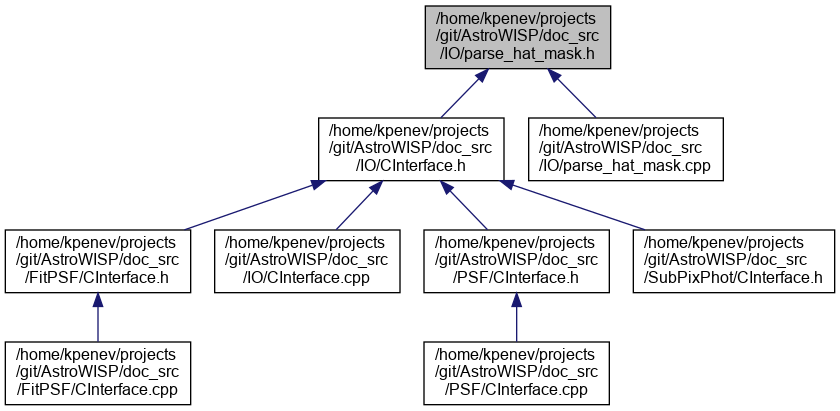 /home/kpenev/projects
/git/AstroWISP/doc_src
/IO/parse_hat_mask.h
/home/kpenev/projects
/git/AstroWISP/doc_src
/IO/CInterface.h
/home/kpenev/projects
/git/AstroWISP/doc_src
/IO/parse_hat_mask.cpp
/home/kpenev/projects
/git/AstroWISP/doc_src
/FitPSF/CInterface.h
/home/kpenev/projects
/git/AstroWISP/doc_src
/IO/CInterface.cpp
/home/kpenev/projects
/git/AstroWISP/doc_src
/PSF/CInterface.h
/home/kpenev/projects
/git/AstroWISP/doc_src
/SubPixPhot/CInterface.h
/home/kpenev/projects
/git/AstroWISP/doc_src
/FitPSF/CInterface.cpp
/home/kpenev/projects
/git/AstroWISP/doc_src
/PSF/CInterface.cpp